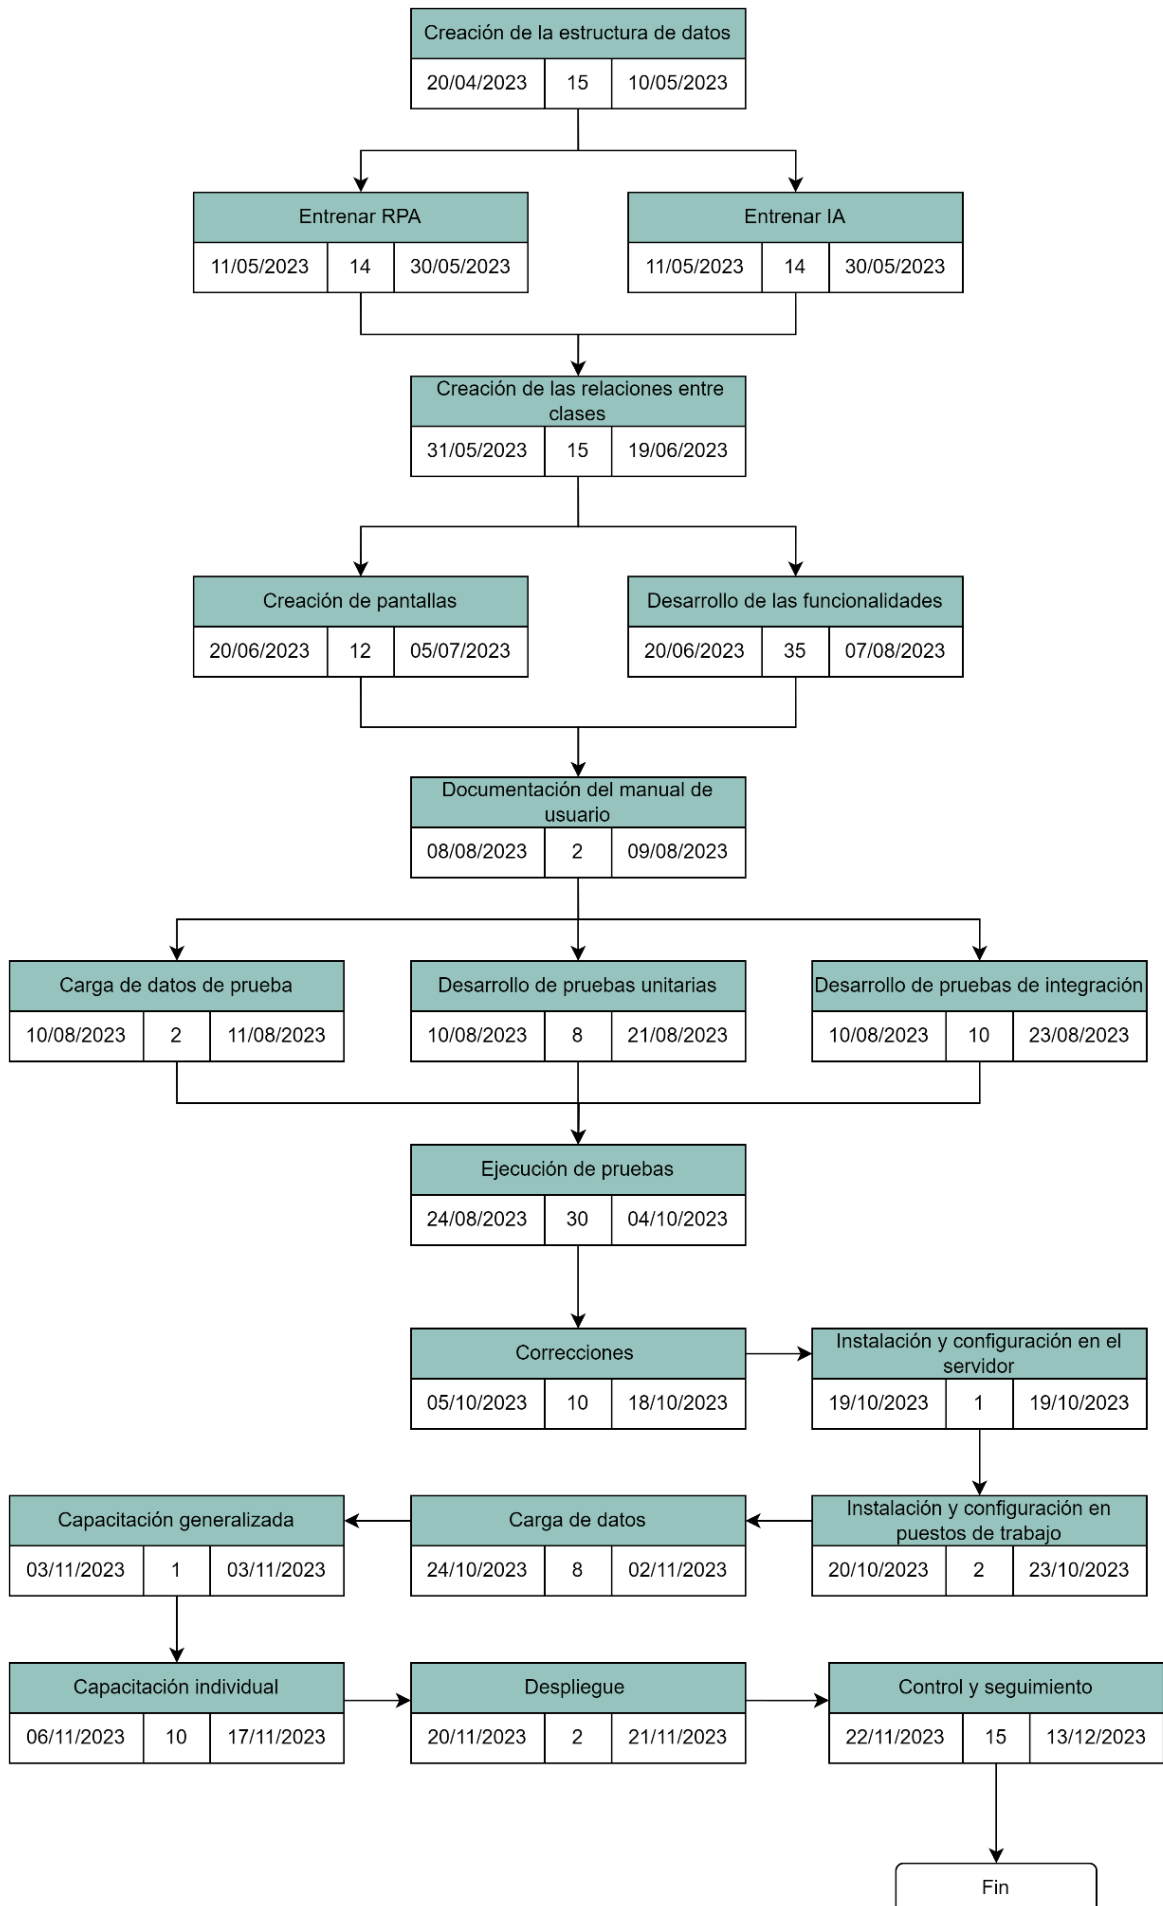 Creación de la estructura de datos
20/04/2023 15 10/05/2023
Entrenar RPA
11/05/2023 14 30/05/2023
Entrenar IA
11/05/2023 14 30/05/2023
Creación de las relaciones entre
clases
31/05/2023 15 19/06/2023
Creación de pantallas
20/06/2023 12 05/07/2023
Desarrollo de las funcionalidades
20/06/2023 35 07/08/2023
Documentación del manual de
usuario
08/08/2023 2 09/08/2023
Carga de datos de prueba
10/08/2023 2 11/08/2023
Desarrollo de pruebas unitarias
10/08/2023 8 21/08/2023
Desarrollo de pruebas de integración
10/08/2023 10 23/08/2023
Ejecución de pruebas
24/08/2023 30 04/10/2023
Correcciones
05/10/2023 10 18/10/2023
Instalación y configuración en el
servidor
19/10/2023 1 19/10/2023
Capacitación generalizada
03/11/2023 1 03/11/2023
Carga de datos
24/10/2023 8 02/11/2023
Instalación y configuración en
puestos de trabajo
20/10/2023 2 23/10/2023
Capacitación individual
06/11/2023 10 17/11/2023
Despliegue
20/11/2023 2 21/11/2023
Control y seguimiento
22/11/2023 15 13/12/2023
Fin